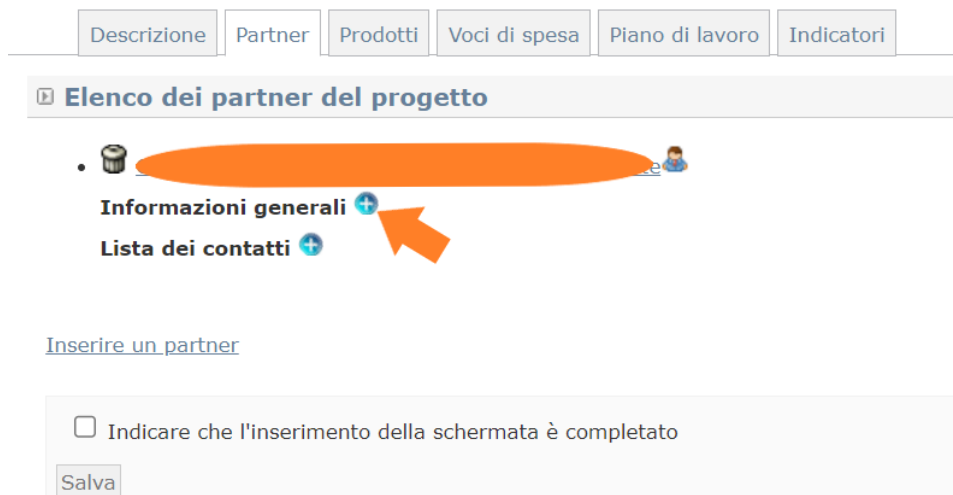 Descrizione Partner Prodotti Voci di spesa Piano di lavoro Indicatori
Elenco dei partner del progetto
Informazioni generali
Lista dei contatti
Inserire un partner
Indicare che l'inserimento della schermata è completato
Salva